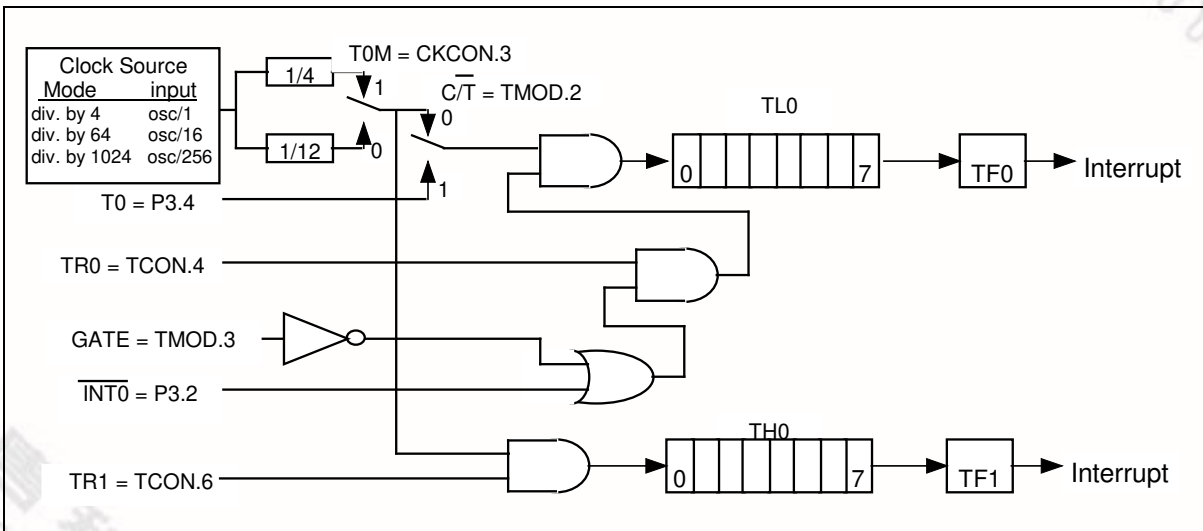 Clock Source
Mode input
div. by 4 osc/1
div. by 64 osc/16
div. by 1024 osc/256
1/4
1/12
T0M = CKCON.3
1
0
C/T = TMOD.2
0
1
T0 = P3.4
TL0
0 7
TF0
Interrupt
TR0 = TCON.4
GATE = TMOD.3
INT0 = P3.2
TR1 = TCON.6
TH0
0 7
TF1
Interrupt